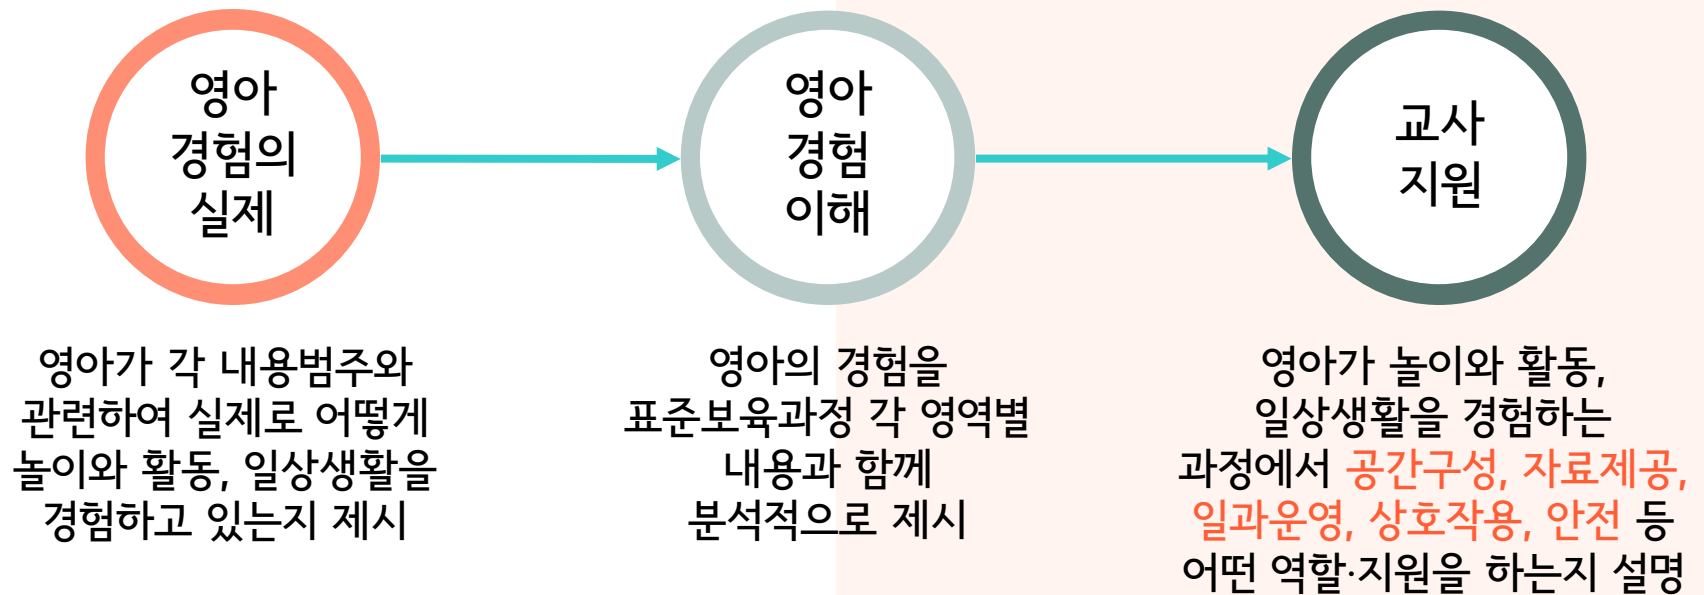 영아
경험의
실제
영아
경험
이해
교사
지원
영아가 각 내용범주와
관련하여 실제로 어떻게
놀이와 활동, 일상생활을
경험하고 있는지 제시
영아의 경험을
표준보육과정 각 영역별
내용과 함께
분석적으로 제시
영아가 놀이와 활동,
일상생활을 경험하는
과정에서 공간구성, 자료제공,
일과운영, 상호작용, 안전 등
어떤 역할·지원을 하는지 설명